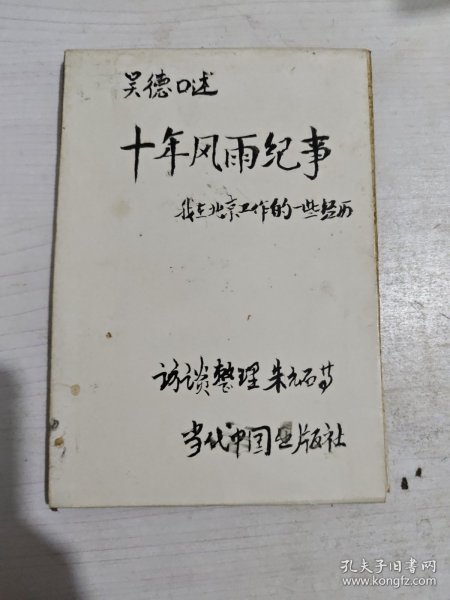 吴德口述
十年风雨纪事
我在北京工作的一些经历
访谈整理 朱元石等
当代中国出版社
孔夫子旧书网
www.kongfz.com